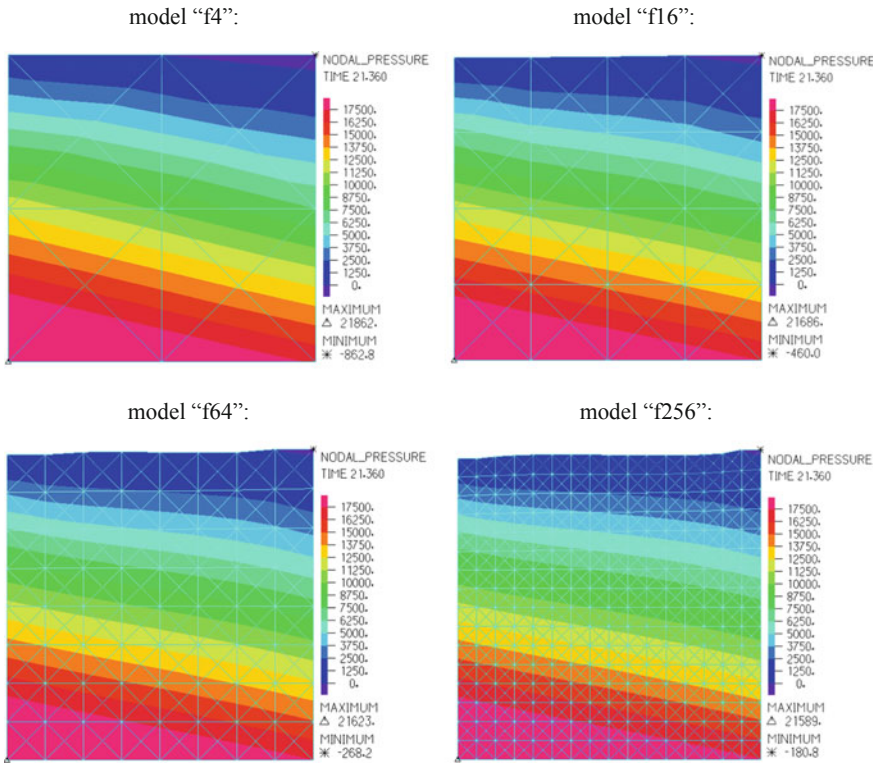 model “f4”:
NODAL_PRESSURE
TIME 21.360
17500.
16250.
15000.
13750.
12500.
11250.
10000.
8750.
7500.
6250.
5000.
3750.
2500.
1250.
0.
MAXIMUM
Δ 21862.
MINIMUM
* -862.8
model “f16”:
NODAL_PRESSURE
TIME 21.360
17500.
16250.
15000.
13750.
12500.
11250.
10000.
8750.
7500.
6250.
5000.
3750.
2500.
1250.
0.
MAXIMUM
Δ 21686.
MINIMUM
* -460.0
model “f64”:
NODAL_PRESSURE
TIME 21.360
17500.
16250.
15000.
13750.
12500.
11250.
10000.
8750.
7500.
6250.
5000.
3750.
2500.
1250.
0.
MAXIMUM
Δ 21623.
MINIMUM
* -268.2
model “f256”:
NODAL_PRESSURE
TIME 21.360
17500.
16250.
15000.
13750.
12500.
11250.
10000.
8750.
7500.
6250.
5000.
3750.
2500.
1250.
0.
MAXIMUM
Δ 21589.
MINIMUM
* -180.8